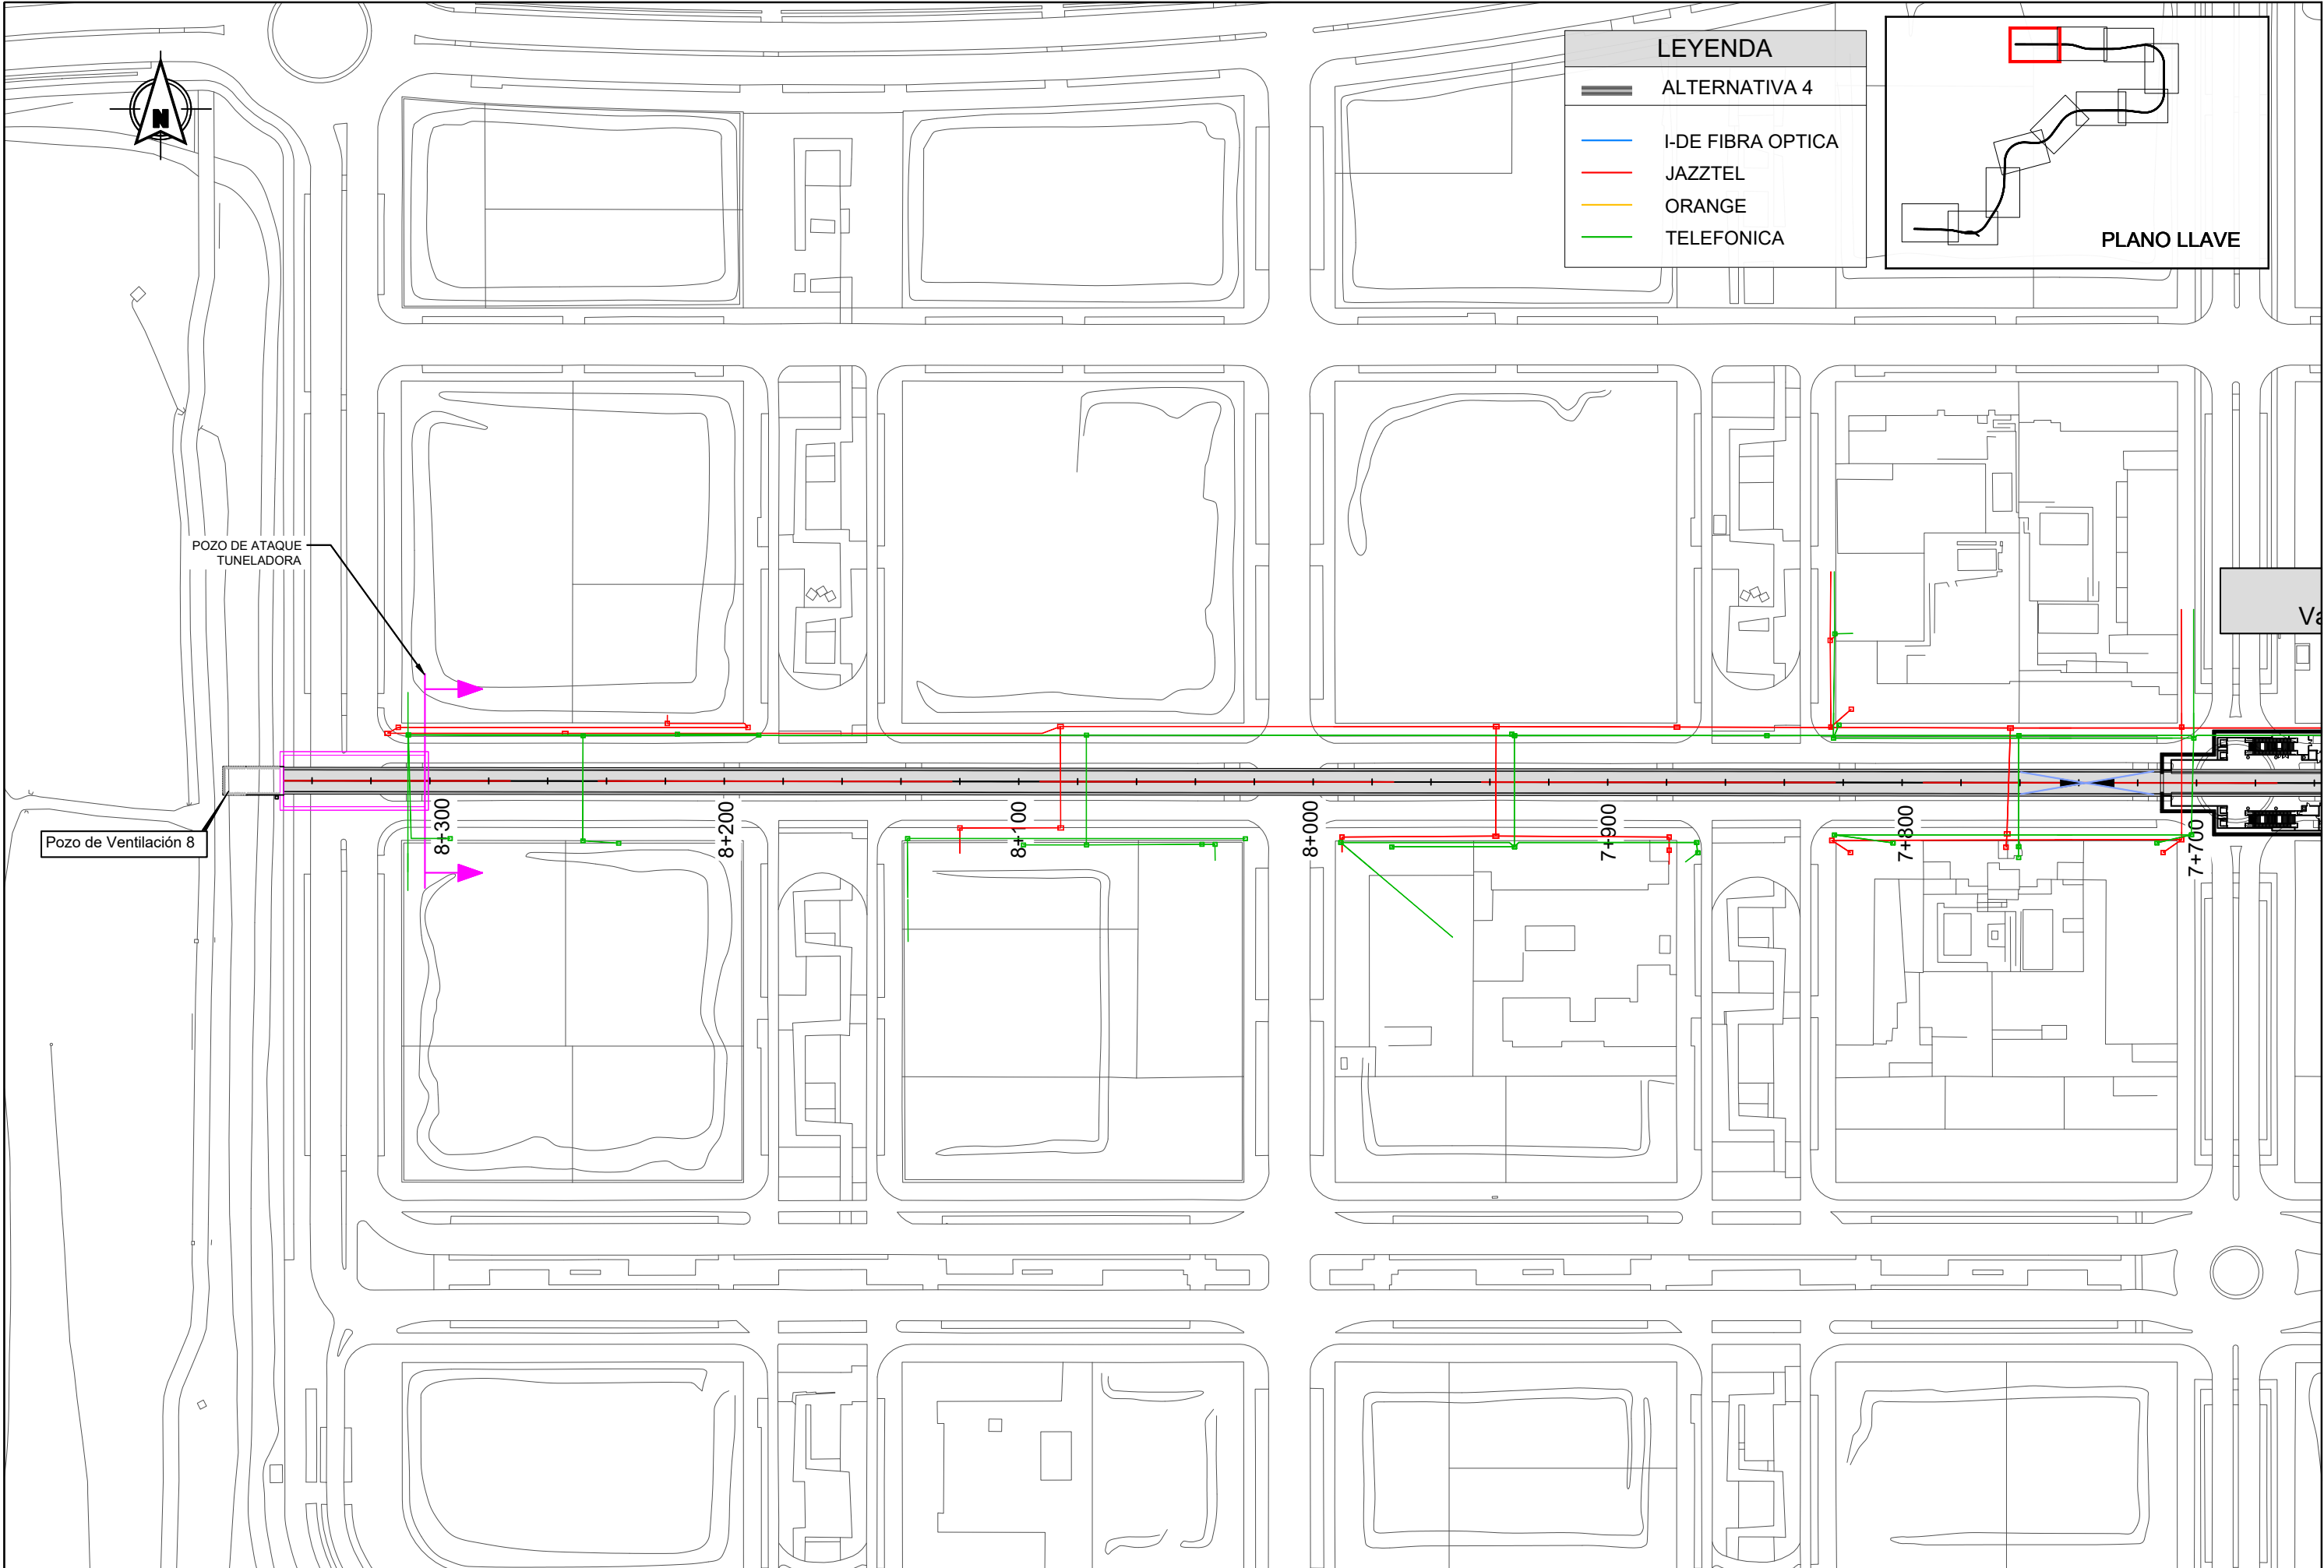 LEYENDA
ALTERNATIVA 4
I-DE FIBRA OPTICA
JAZZTEL
ORANGE
TELEFONICA
PLANO LLAVE
N
POZO DE ATAQUE
TUNELADORA
Va
Pozo de Ventilación 8
8+300
8+200
8+100
8+000
7+900
7+800
7+700